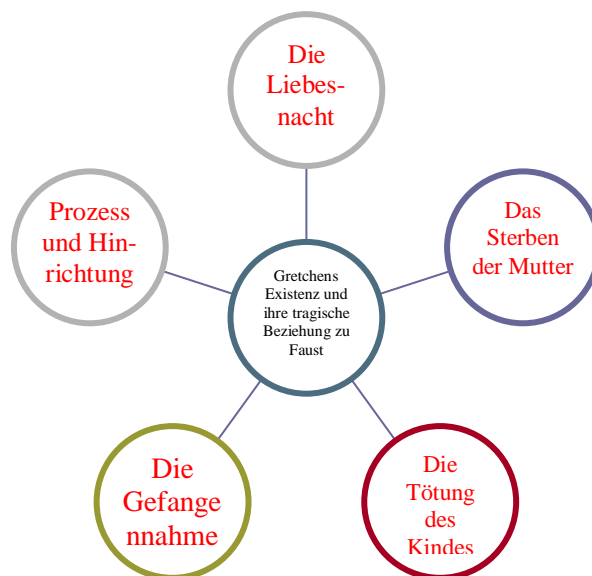 Die
Liebes-
nacht
Prozess
und Hin-
richtung
Das
Sterben
der Mutter
Gretchens
Existenz und
ihre tragische
Beziehung zu
Faust
Die
Gefange
nnahme
Die
Tötung
des
Kindes